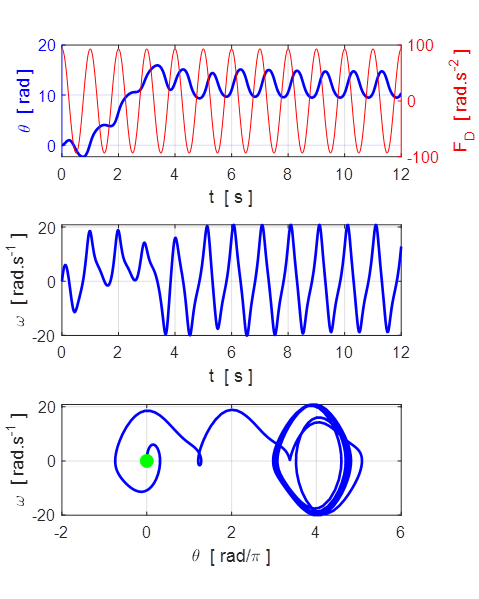 20
10
0
θ [ rad ]
100
0
-100
F_D [ rad.s^-2 ]
0 2 4 6 8 10 12
t [ s ]
20
0
-20
ω [ rad.s^-1 ]
0 2 4 6 8 10 12
t [ s ]
20
0
-20
ω [ rad.s^-1 ]
-2 0 2 4 6
θ [ rad/π ]